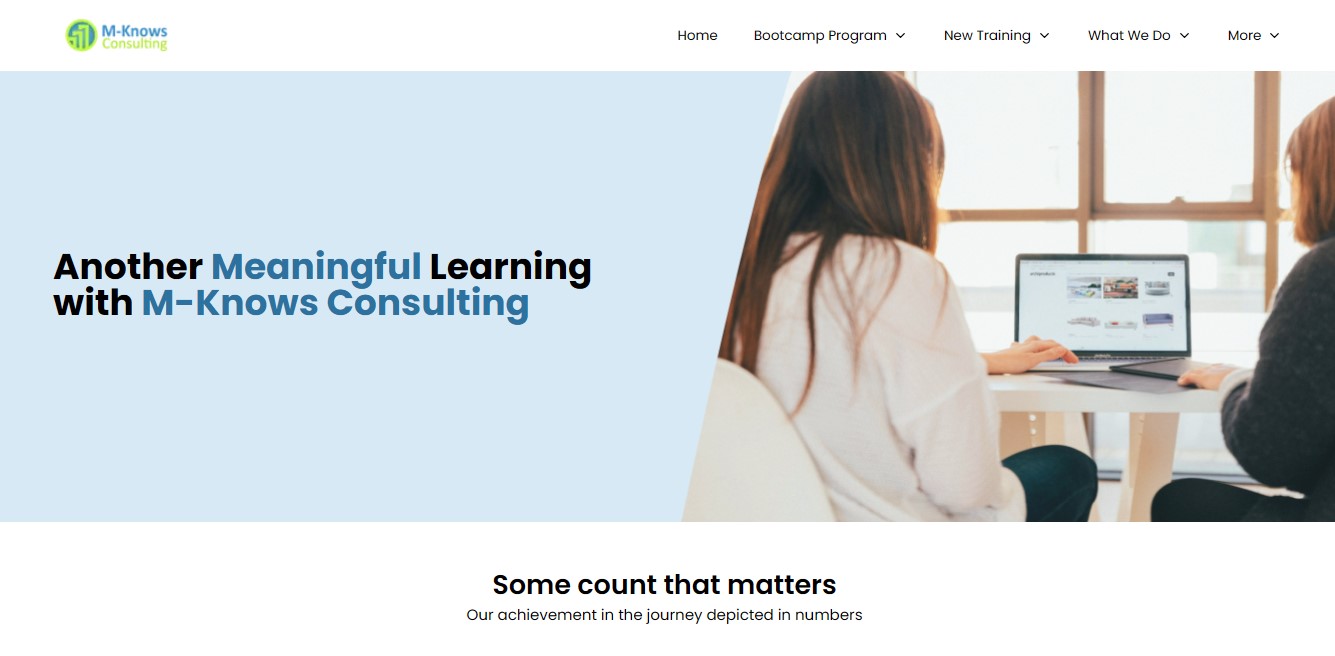 M-Knows
Consulting
Home
Bootcamp Program
New Training
What We Do
More
Another Meaningful Learning
with M-Knows Consulting
Some count that matters
Our achievement in the journey depicted in numbers